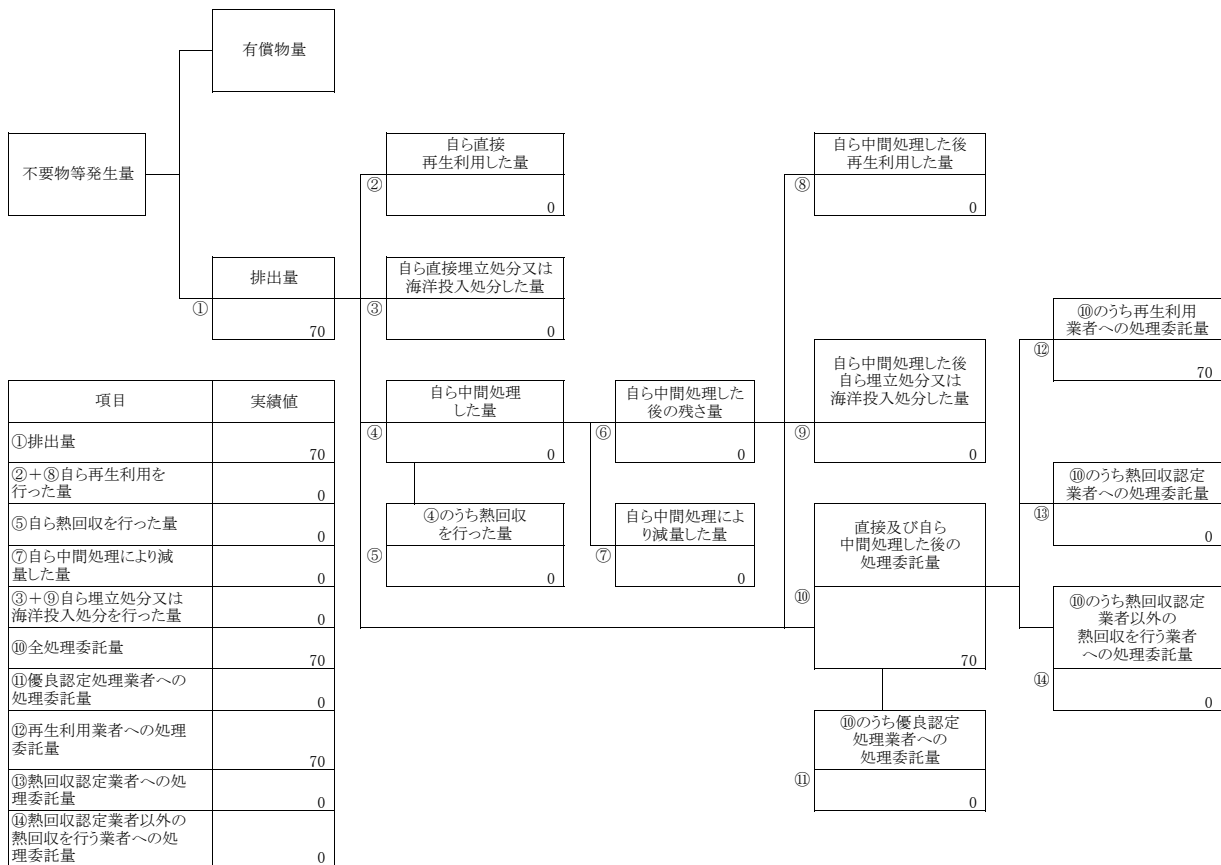 有償物量
不要物等発生量
自ら直接
再生利用した量
②
0
自ら中間処理した後
再生利用した量
⑧
0
排出量
①
70
自ら直接埋立処分又は
海洋投入処分した量
③
0
⑩のうち再生利用
業者への処理委託量
⑫
70
自ら中間処理
した量
④
0
自ら中間処理した
後の残さ量
⑥
0
自ら中間処理した後
自ら埋立処分又は
海洋投入処分した量
⑨
0
⑩のうち熱回収認定
業者への処理委託量
⑬
0
④のうち熱回収
を行った量
⑤
0
自ら中間処理によ
り減量した量
⑦
0
直接及び自ら
中間処理した後の
処理委託量
⑩
70
⑩のうち熱回収認定
業者以外の
熱回収を行う業者
への処理委託量
⑭
0
⑩のうち優良認定
処理業者への
処理委託量
⑪
0
項目 実績値
①排出量 70
②+⑧自ら再生利用を
行った量 0
⑤自ら熱回収を行った量 0
⑦自ら中間処理により減
量した量 0
③+⑨自ら埋立処分又は
海洋投入処分を行った量 0
⑩全処理委託量 70
⑪優良認定処理業者への
処理委託量 0
⑫再生利用業者への処理
委託量 70
⑬熱回収認定業者への処
理委託量 0
⑭熱回収認定業者以外の
熱回収を行う業者への処
理委託量 0